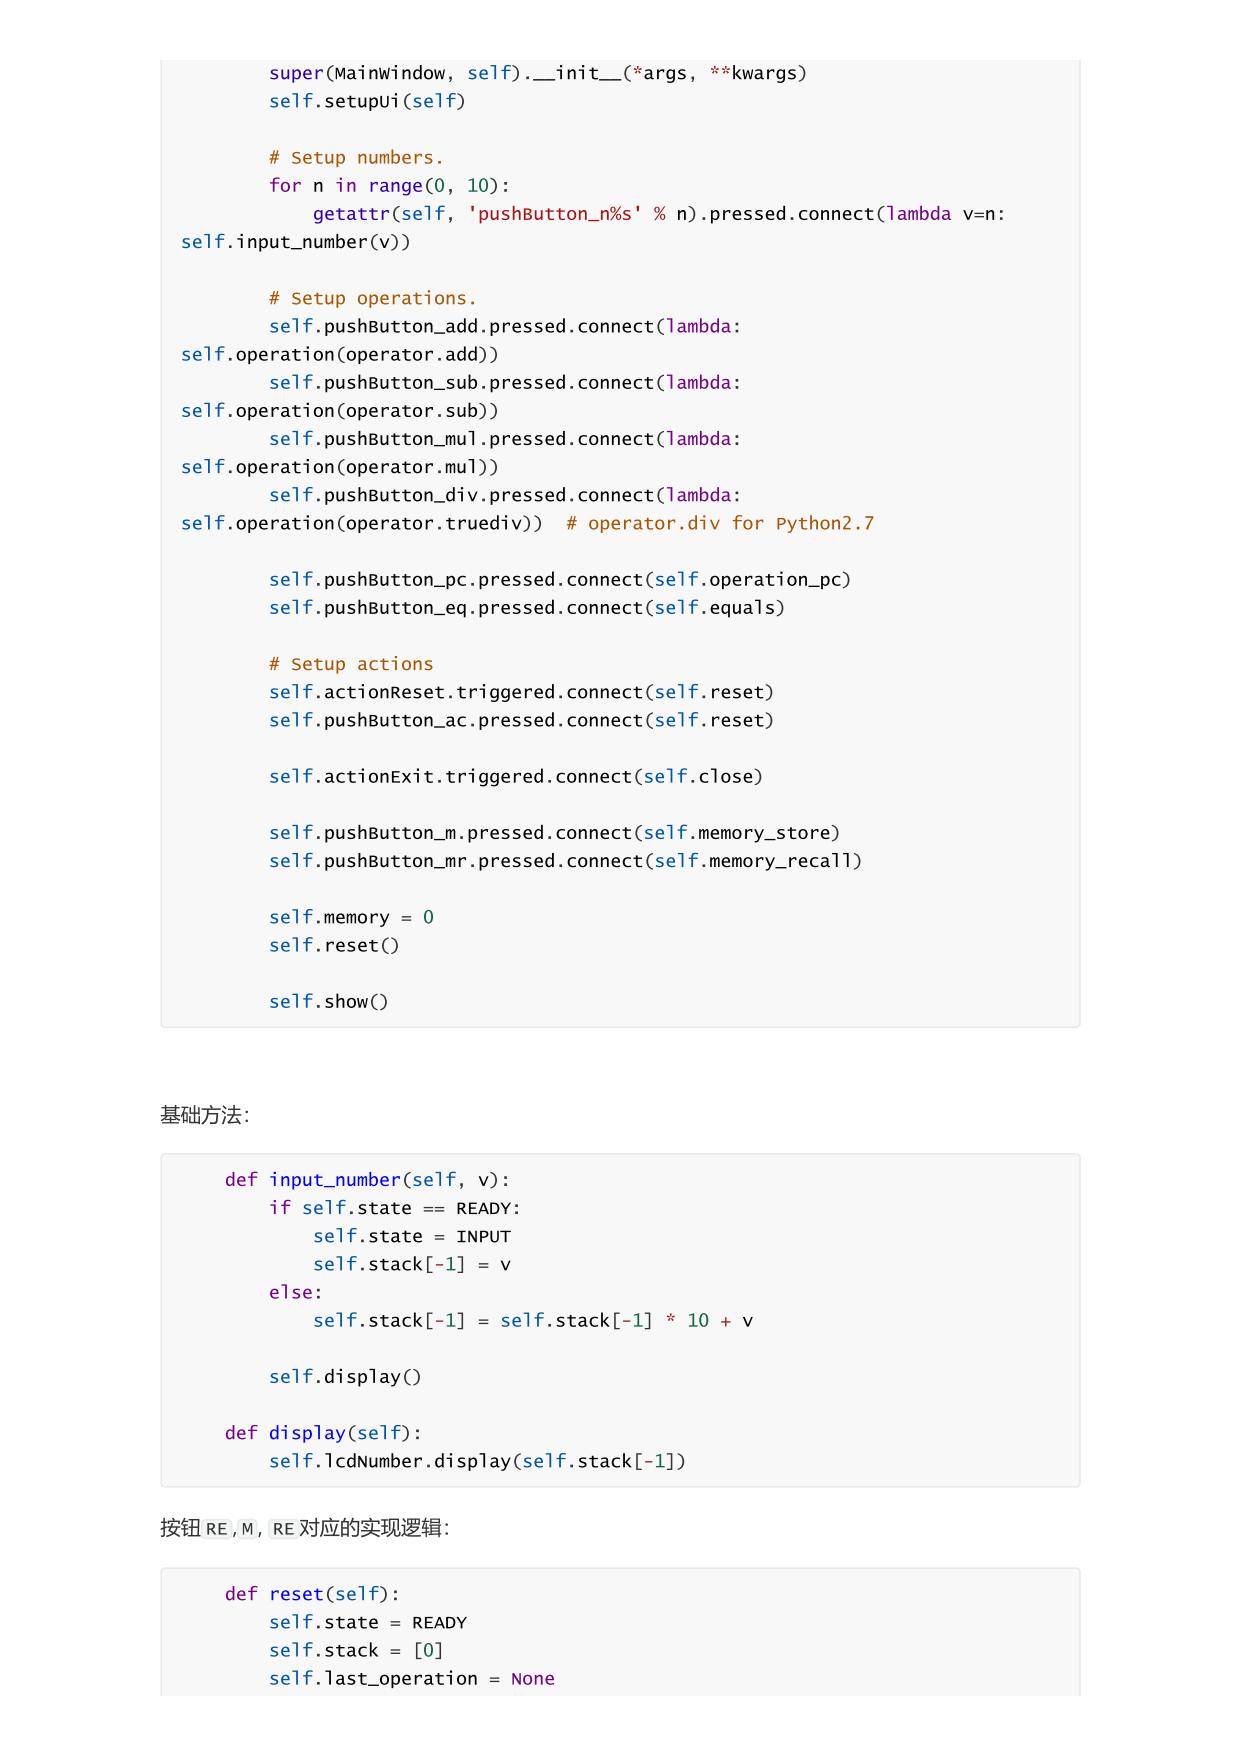 super(MainWindow, self).__init__(*args, **kwargs)
        self.setupUi(self)

        # Setup numbers.
        for n in range(0, 10):
            getattr(self, 'pushButton_n%s' % n).pressed.connect(lambda v=n:
self.input_number(v))

        # Setup operations.
        self.pushButton_add.pressed.connect(lambda:
self.operation(operator.add))
        self.pushButton_sub.pressed.connect(lambda:
self.operation(operator.sub))
        self.pushButton_mul.pressed.connect(lambda:
self.operation(operator.mul))
        self.pushButton_div.pressed.connect(lambda:
self.operation(operator.truediv))  # operator.div for Python2.7

        self.pushButton_pc.pressed.connect(self.operation_pc)
        self.pushButton_eq.pressed.connect(self.equals)

        # Setup actions
        self.actionReset.triggered.connect(self.reset)
        self.pushButton_ac.pressed.connect(self.reset)

        self.actionExit.triggered.connect(self.close)

        self.pushButton_m.pressed.connect(self.memory_store)
        self.pushButton_mr.pressed.connect(self.memory_recall)

        self.memory = 0
        self.reset()

        self.show()

基础方法：

    def input_number(self, v):
        if self.state == READY:
            self.state = INPUT
            self.stack[-1] = v
        else:
            self.stack[-1] = self.stack[-1] * 10 + v

        self.display()

    def display(self):
        self.lcdNumber.display(self.stack[-1])

按钮RE,M, RE对应的实现逻辑：

    def reset(self):
        self.state = READY
        self.stack = [0]
        self.last_operation = None